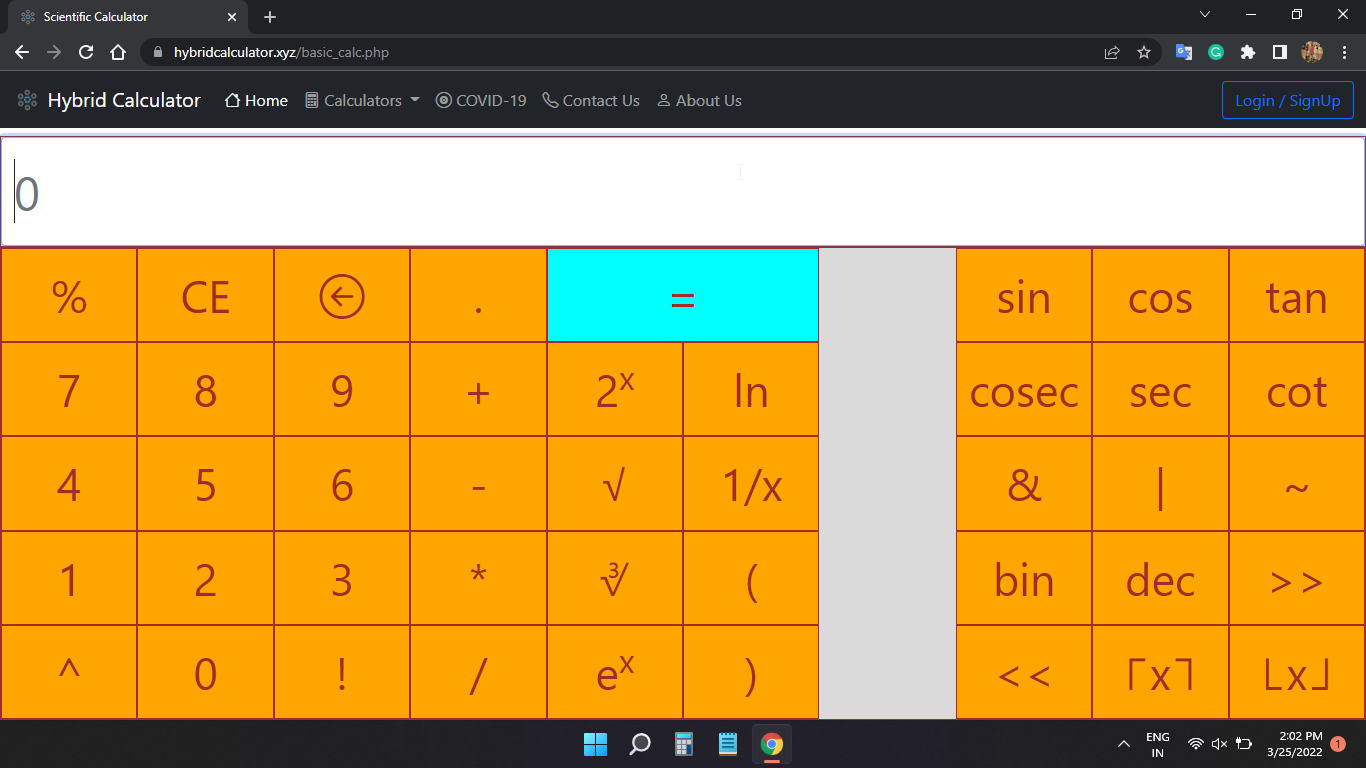 Scientific Calculator
hybridcalculator.xyz/basic_calc.php
Hybrid Calculator Home Calculators COVID-19 Contact Us About Us Login / SignUp
0
% CE . = sin cos tan
7 8 9 + 2ˣ ln cosec sec cot
4 5 6 - √ 1/x & | ~
1 2 3 * ∛ ( bin dec >>
^ 0 ! / eˣ ) << ⌈x⌉ ⌊x⌋
ENG 2:02 PM
IN 3/25/2022 1